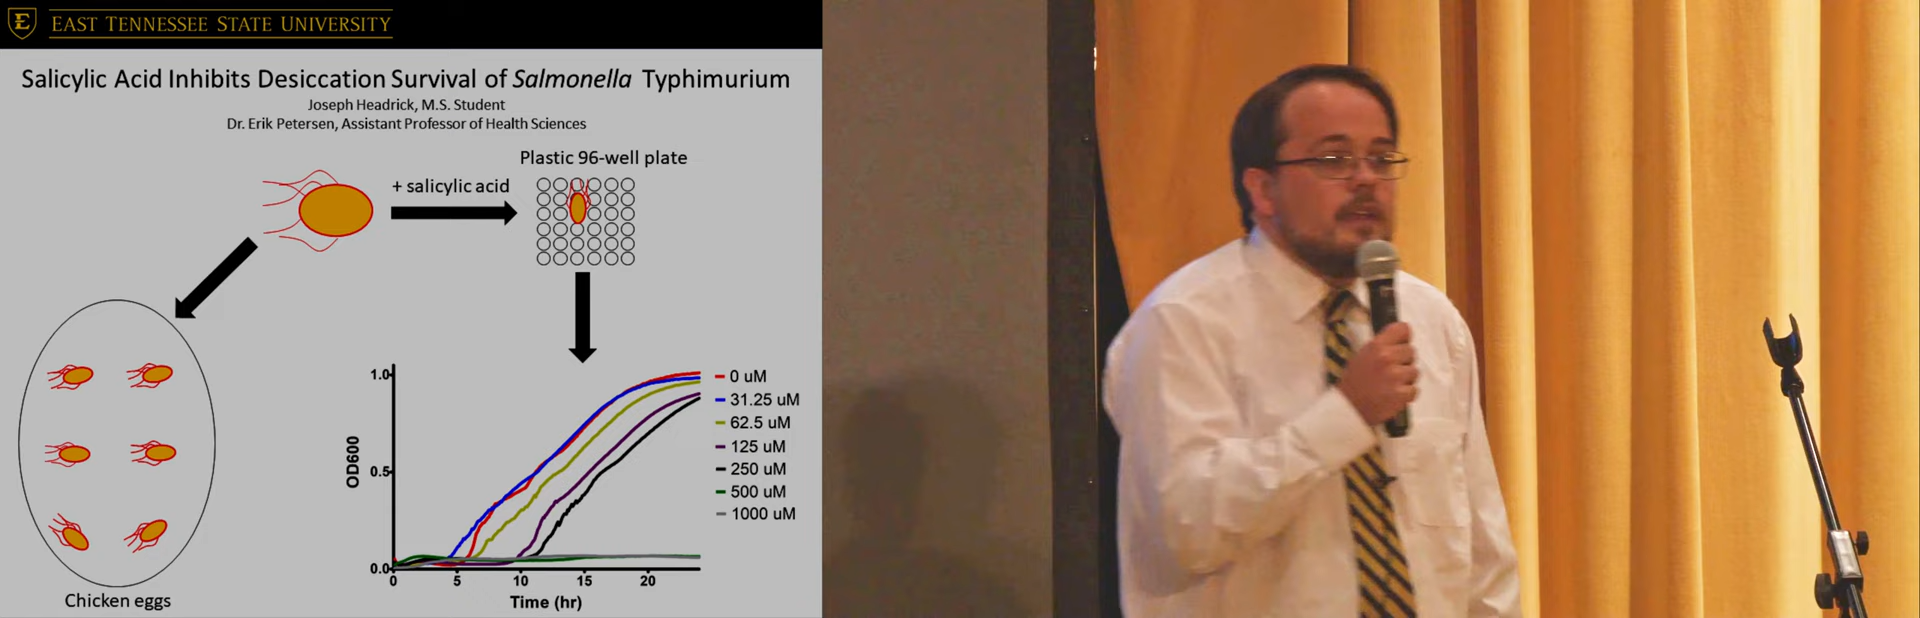 EAST TENNESSEE STATE UNIVERSITY
Salicylic Acid Inhibits Desiccation Survival of Salmonella Typhimurium
Joseph Headrick, M.S. Student
Dr. Erik Petersen, Assistant Professor of Health Sciences
Plastic 96-well plate
+ salicylic acid
Chicken eggs
OD600
1.0
0.5
0.0
0 5 10 15 20
Time (hr)
0 uM
31.25 uM
62.5 uM
125 uM
250 uM
500 uM
1000 uM